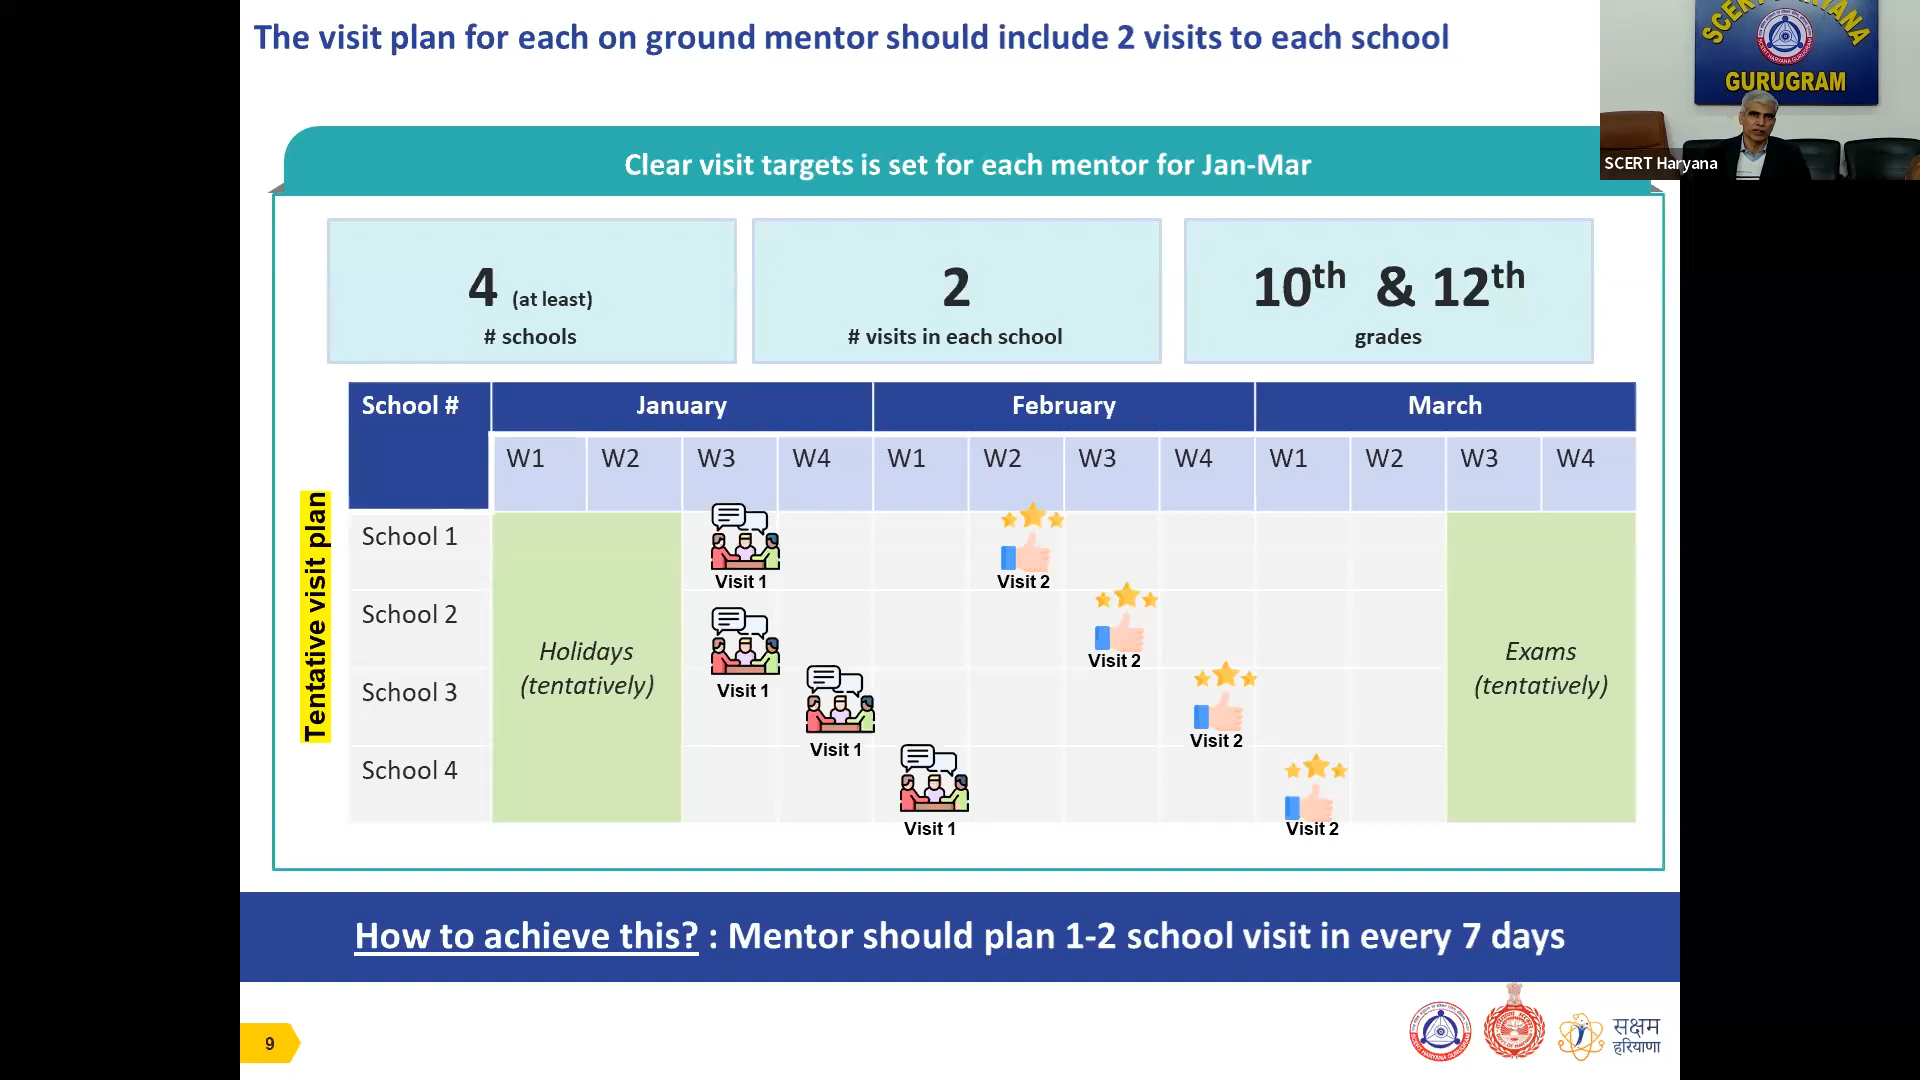 The visit plan for each on ground mentor should include 2 visits to each school
SCERT HARYANA
GURUGRAM
SCERT Haryana
Clear visit targets is set for each mentor for Jan-Mar
4 (at least)
# schools
2
# visits in each school
10th & 12th
grades
School # January February March
W1 W2 W3 W4 W1 W2 W3 W4 W1 W2 W3 W4
Tentative visit plan
School 1
Visit 1 Visit 2
School 2
Visit 1 Visit 2
School 3
Visit 1 Visit 2
School 4
Visit 1 Visit 2
Holidays
(tentatively)
Exams
(tentatively)
How to achieve this? : Mentor should plan 1-2 school visit in every 7 days
9
सक्षम
हरियाणा